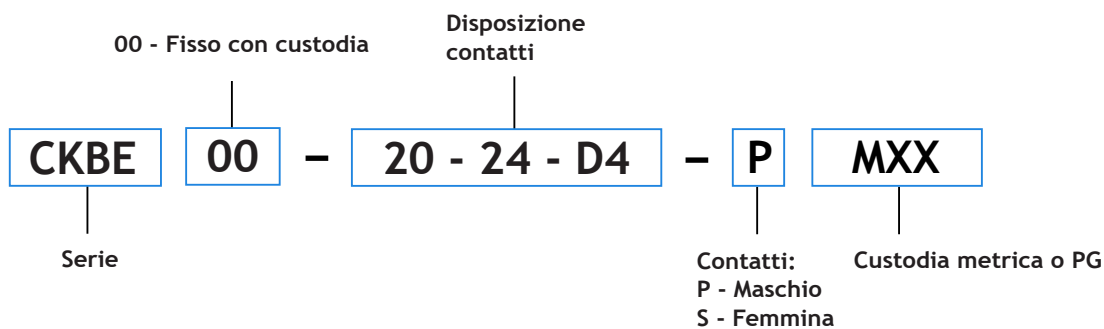 Disposizione
contatti
00 - Fisso con custodia
CKBE 00 – 20 - 24 - D4 – P MXX
Serie
Contatti:
P - Maschio
S - Femmina
Custodia metrica o PG